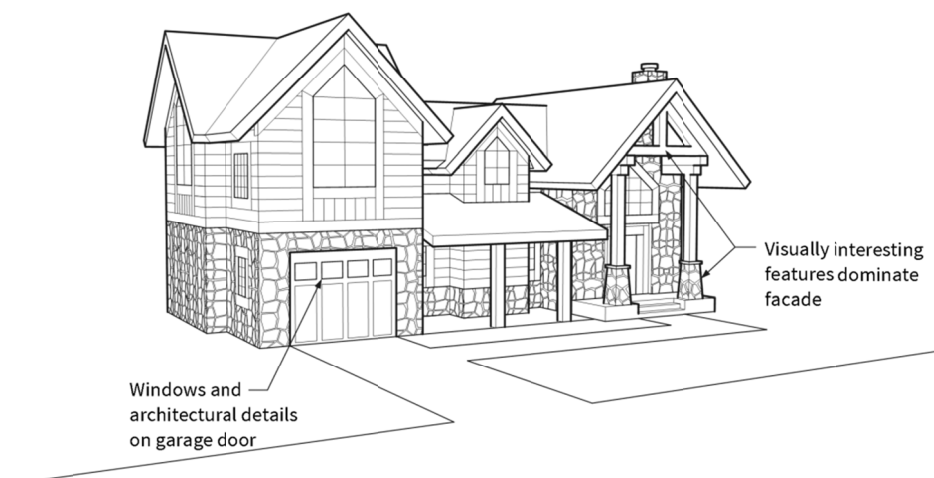 Visually interesting
features dominate
facade
Windows and
architectural details
on garage door